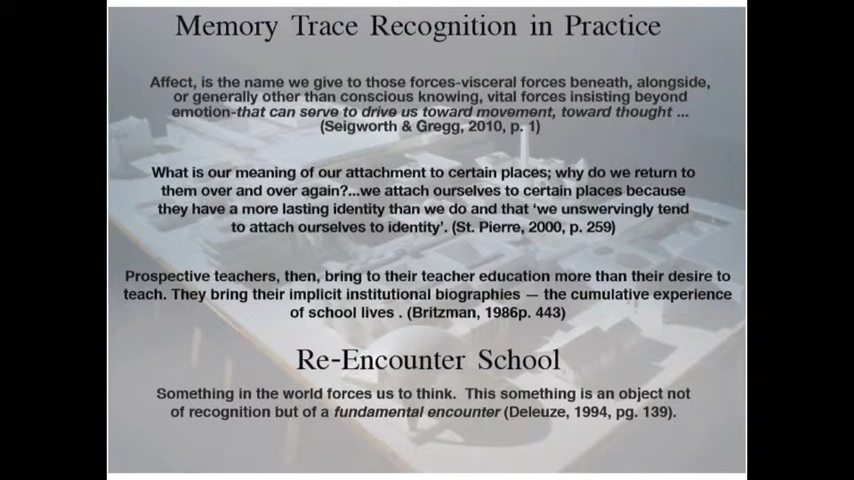 Memory Trace Recognition in Practice
Affect, is the name we give to those forces-visceral forces beneath, alongside,
or generally other than conscious knowing, vital forces insisting beyond
emotion-that can serve to drive us toward movement, toward thought ...
(Seigworth & Gregg, 2010, p. 1)
What is our meaning of our attachment to certain places; why do we return to
them over and over again?...we attach ourselves to certain places because
they have a more lasting identity than we do and that ‘we unswervingly tend
to attach ourselves to identity’. (St. Pierre, 2000, p. 259)
Prospective teachers, then, bring to their teacher education more than their desire to
teach. They bring their implicit institutional biographies — the cumulative experience
of school lives . (Britzman, 1986p. 443)
Re-Encounter School
Something in the world forces us to think.  This something is an object not
of recognition but of a fundamental encounter (Deleuze, 1994, pg. 139).